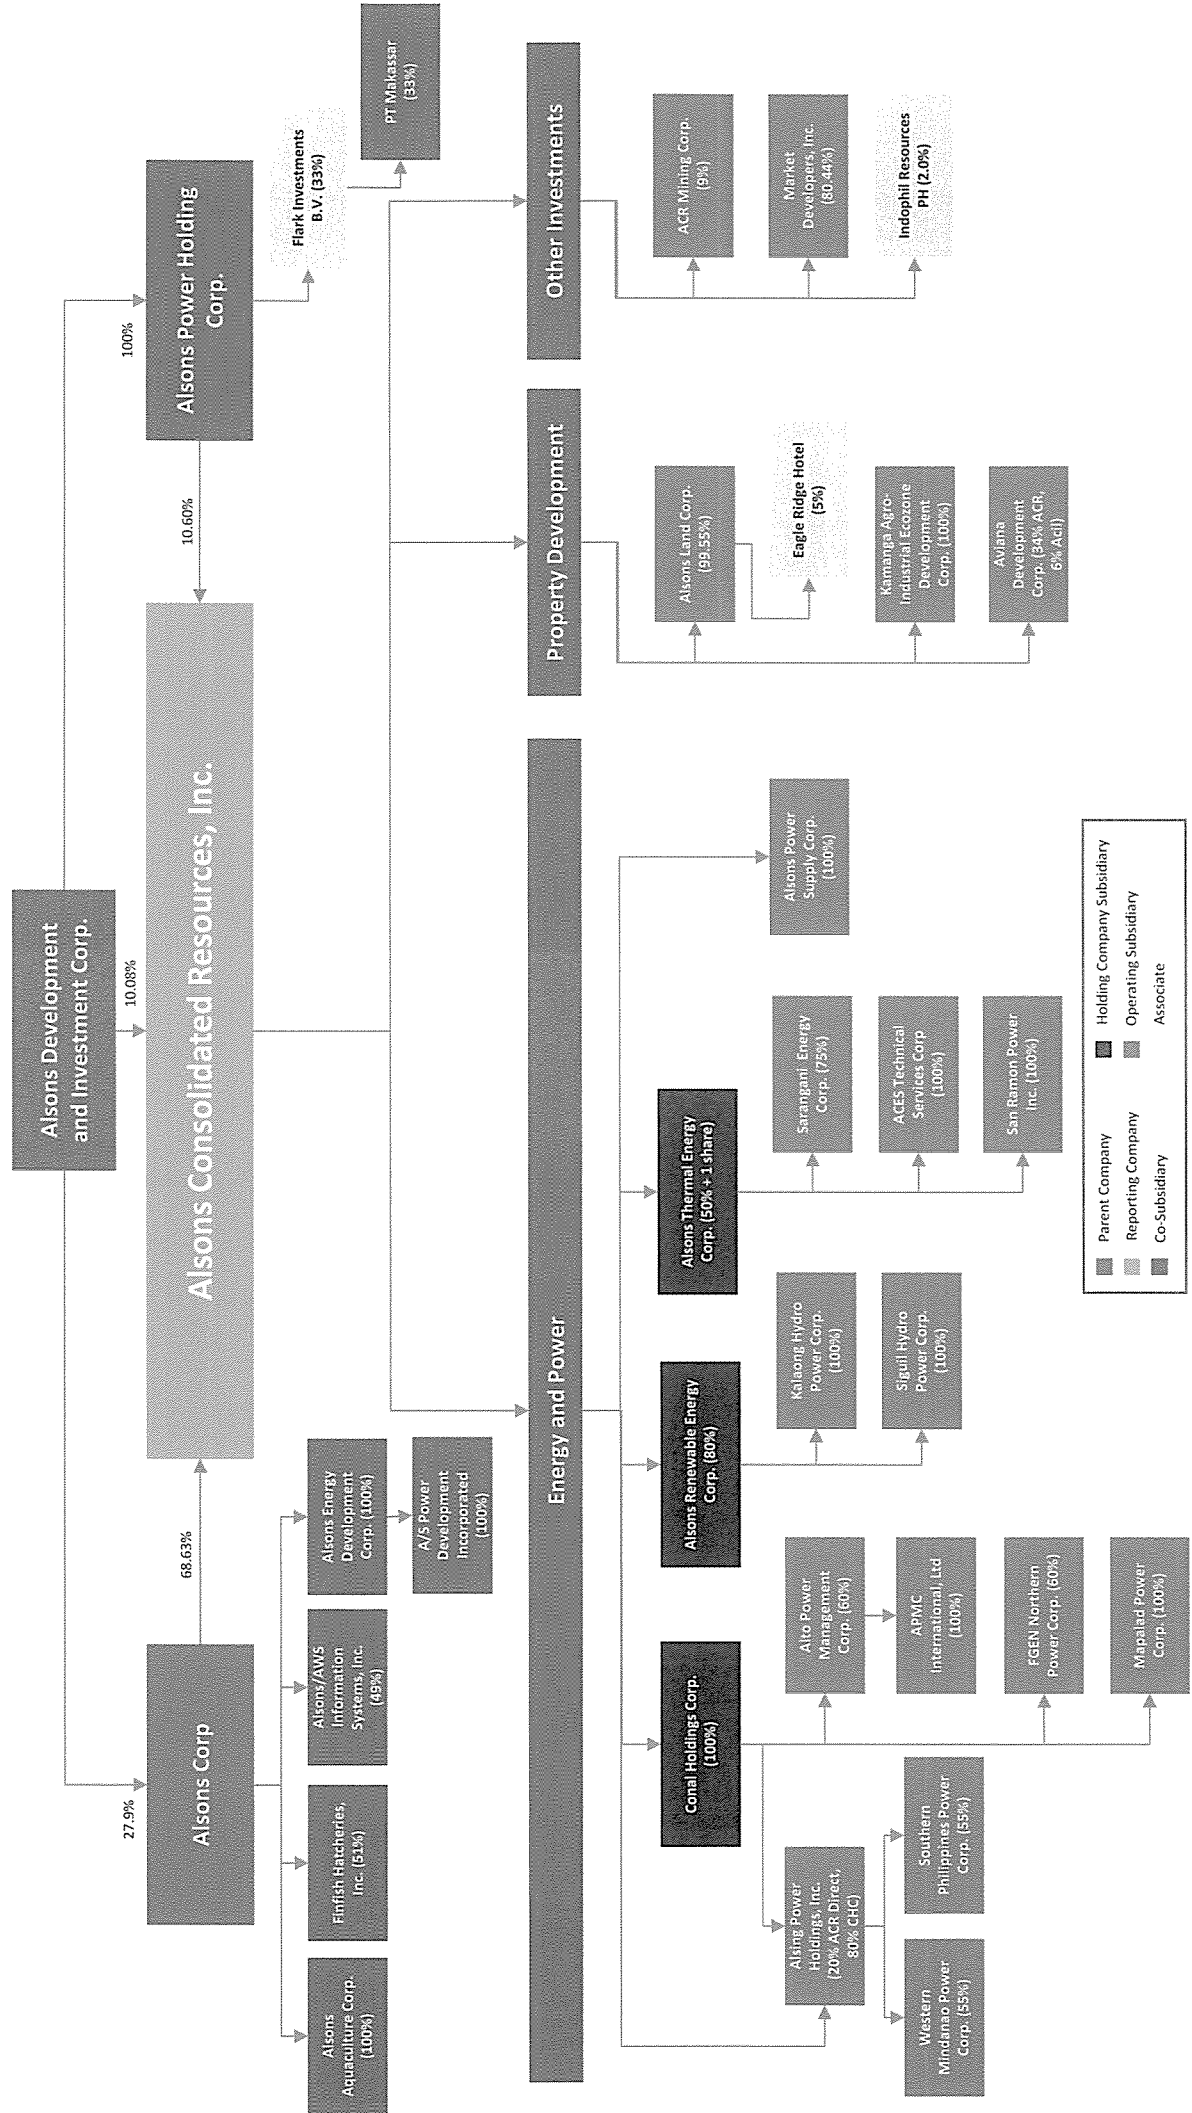 Alsons Development
and Investment Corp.
27.9%
10.08%
100%
Alsons Corp
68.63%
Alsons Consolidated Resources, Inc.
10.60%
Alsons Power Holding
Corp.
Alsons
Aquaculture Corp.
(100%)
Finfish Hatcheries,
Inc. (51%)
Alsons/AWS
Information
Systems, Inc.
(49%)
Alsons Energy
Development
Corp. (100%)
A/S Power
Development
Incorporated
(100%)
Flark Investments
B.V. (33%)
PT Makassar
(33%)
Energy and Power
Property Development
Other Investments
Conal Holdings Corp.
(100%)
Alsons Renewable Energy
Corp. (80%)
Alsons Thermal Energy
Corp. (50% + 1 share)
Alsing Power
Holdings, Inc.
(20% ACR Direct,
80% CHC)
Western
Mindanao Power
Corp. (55%)
Southern
Philippines Power
Corp. (55%)
Alto Power
Management
Corp. (60%)
APMC
International, Ltd
(100%)
FGEN Northern
Power Corp. (60%)
Mapalad Power
Corp. (100%)
Kalaong Hydro
Power Corp.
(100%)
Siguil Hydro
Power Corp.
(100%)
Sarangani Energy
Corp. (75%)
ACES Technical
Services Corp
(100%)
San Ramon Power
Inc. (100%)
Alsons Power
Supply Corp.
(100%)
Alsons Land Corp.
(99.55%)
Eagle Ridge Hotel
(5%)
Kamanga Agro-
Industrial Ecozone
Development
Corp. (100%)
Aviana
Development
Corp. (34% ACR,
6% AcIl)
ACR Mining Corp.
(9%)
Market
Developers, Inc.
(80.44%)
Indophil Resources
PH (2.0%)
Parent Company
Reporting Company
Co-Subsidiary
Holding Company Subsidiary
Operating Subsidiary
Associate